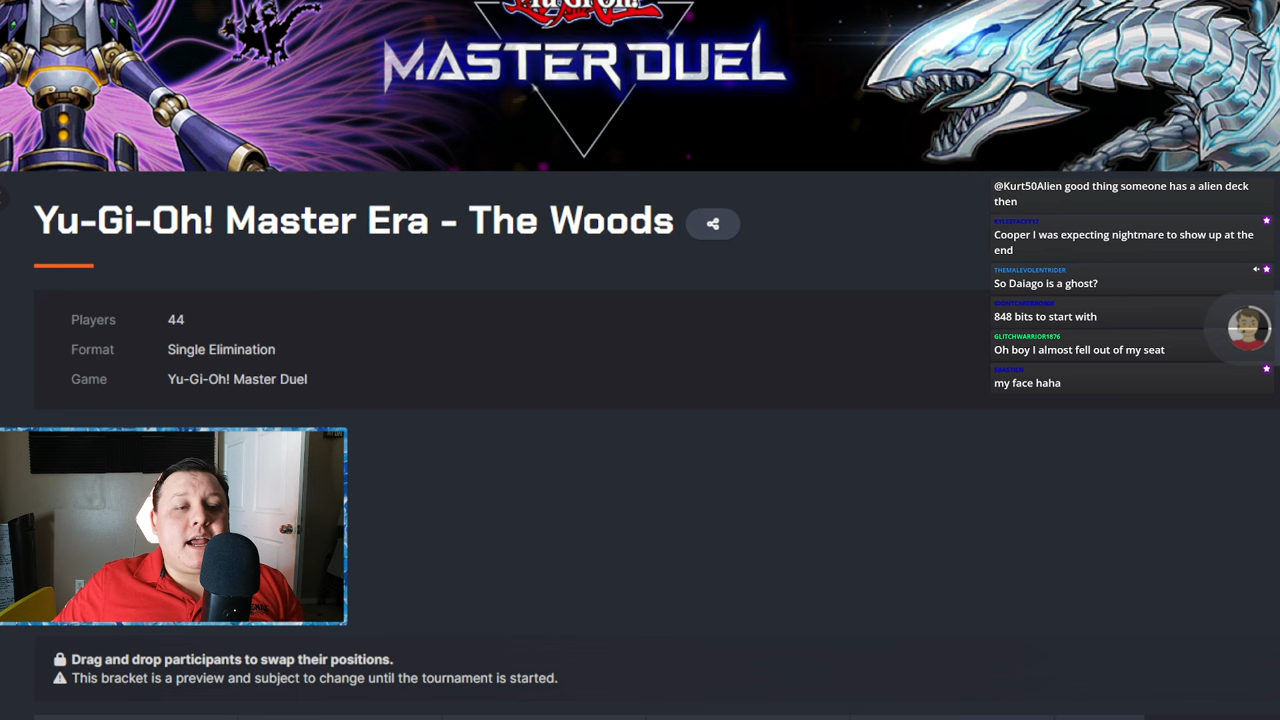 Yu-Gi-Oh!
MASTER DUEL
Yu-Gi-Oh! Master Era - The Woods
Players 44
Format Single Elimination
Game Yu-Gi-Oh! Master Duel
@Kurt50Alien good thing someone has a alien deck
then
Cooper I was expecting nightmare to show up at the
end
THEMALEVOLENTRIDER
So Daiago is a ghost?
848 bits to start with
GLITCHWARRIOR1876
Oh boy I almost fell out of my seat
my face haha
Drag and drop participants to swap their positions.
This bracket is a preview and subject to change until the tournament is started.